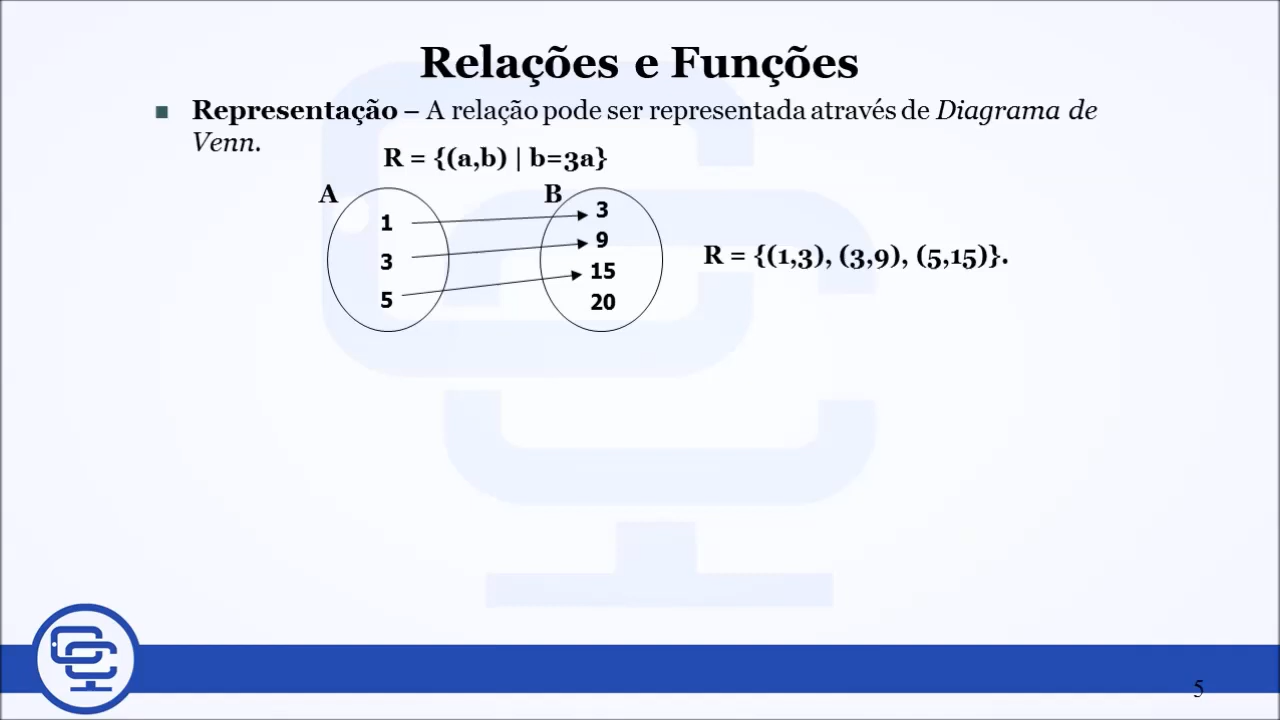 Relações e Funções
Representação – A relação pode ser representada através de Diagrama de
Venn.
R = {(a,b) | b=3a}
A
B
1
3
5
3
9
15
20
R = {(1,3), (3,9), (5,15)}.
5